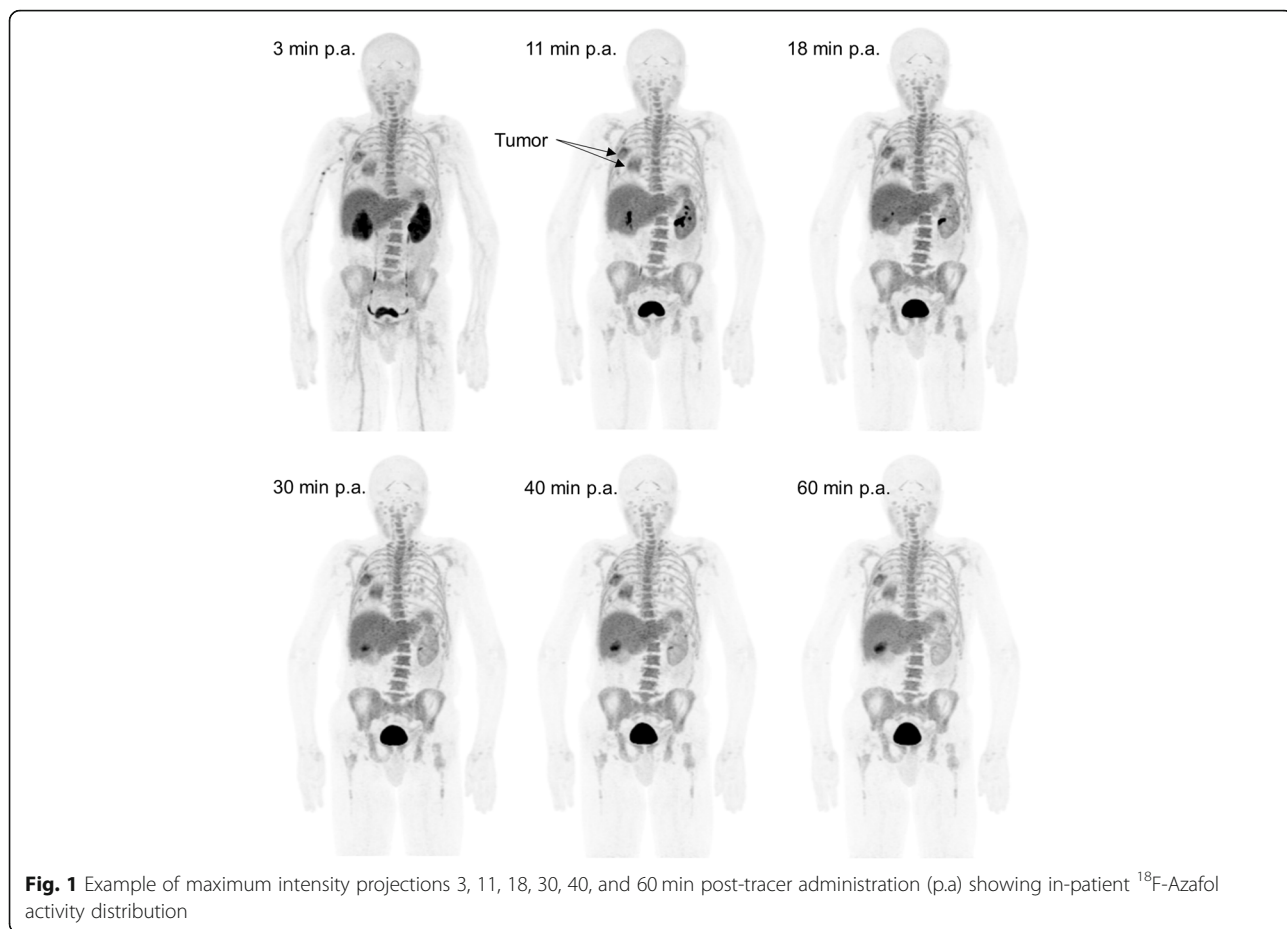 3 min p.a.
11 min p.a.
18 min p.a.
Tumor
30 min p.a.
40 min p.a.
60 min p.a.
Fig. 1 Example of maximum intensity projections 3, 11, 18, 30, 40, and 60 min post-tracer administration (p.a) showing in-patient ¹⁸F-Azafol
activity distribution